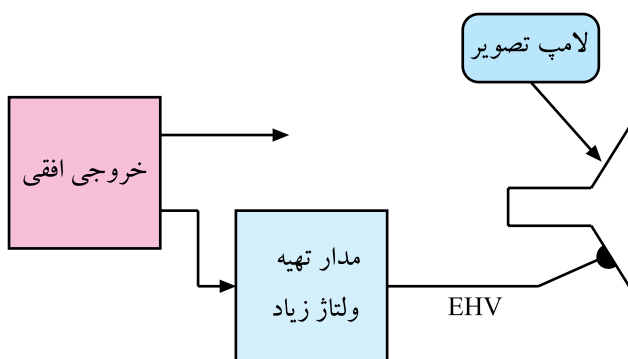 لامپ تصویر
خروجی افقی
مدار تهیه
ولتاژ زیاد
EHV